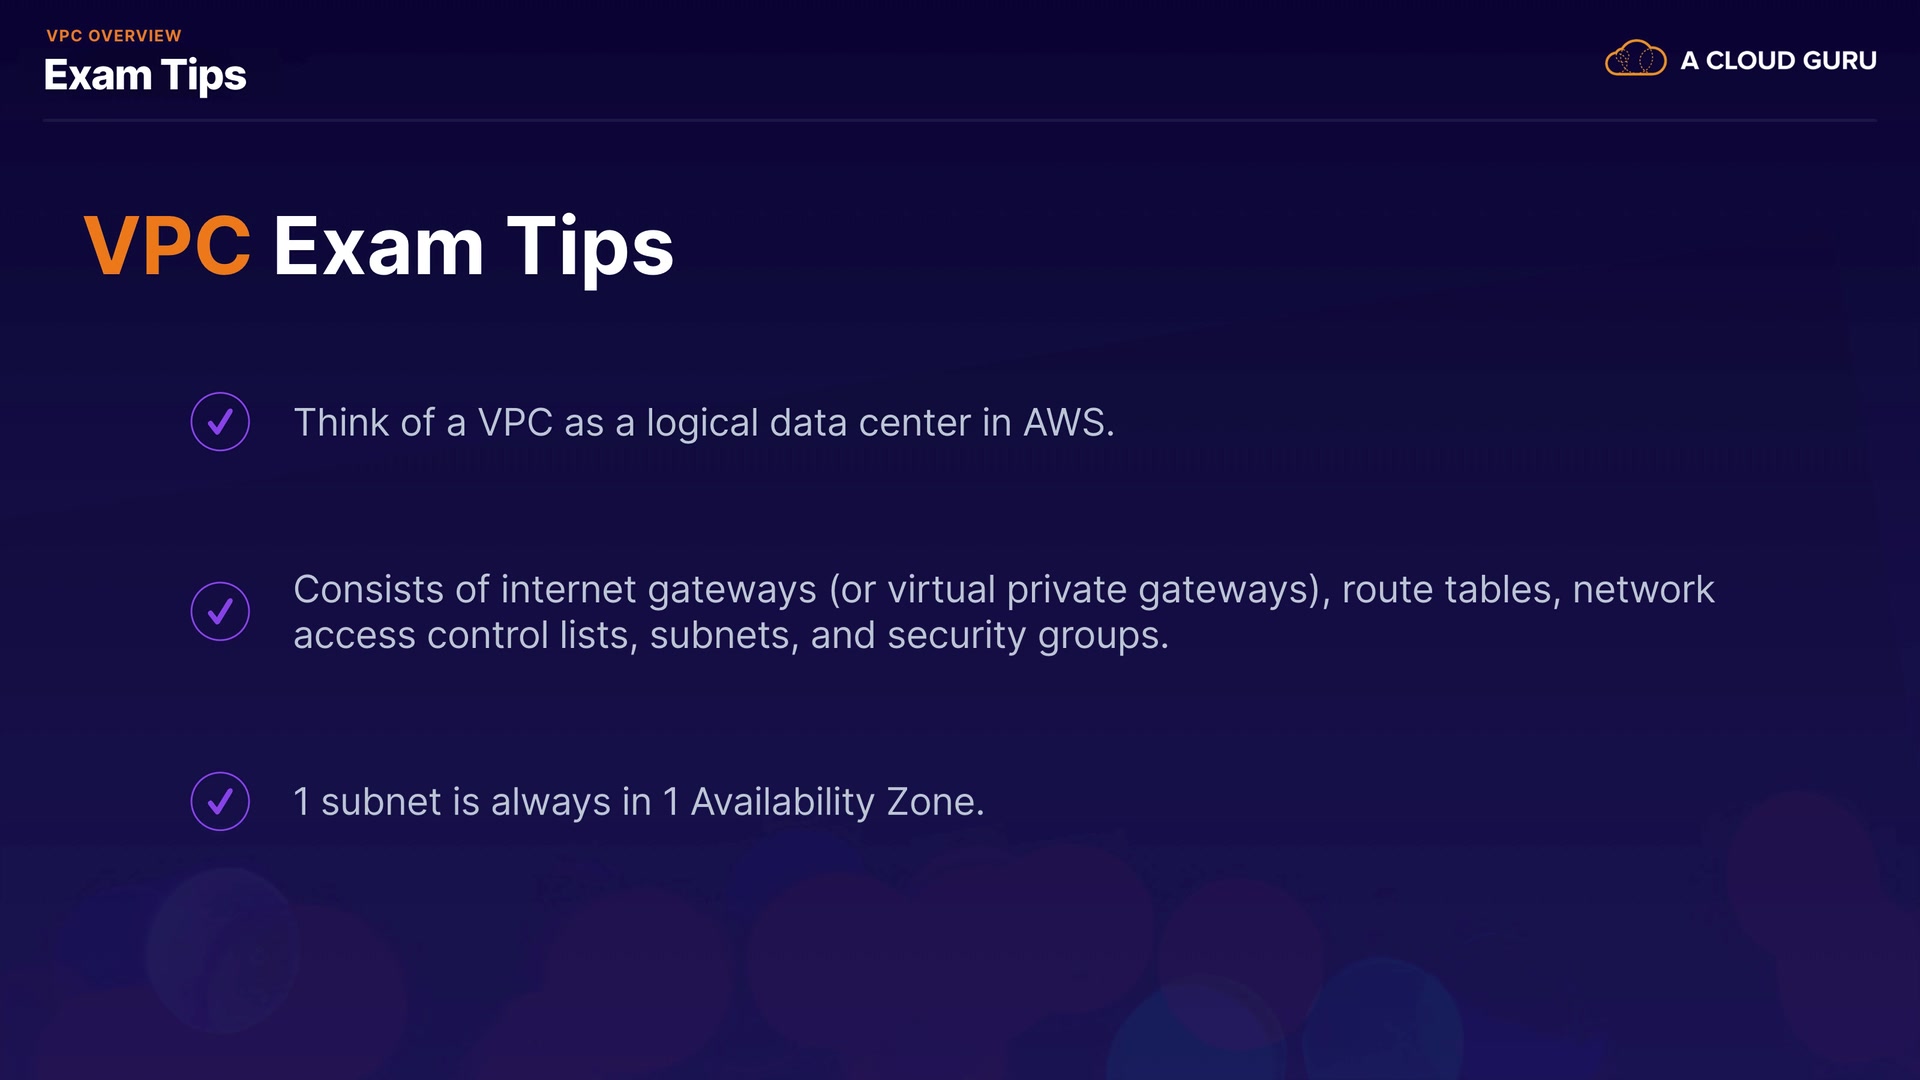 VPC OVERVIEW
Exam Tips
A CLOUD GURU
VPC Exam Tips
Think of a VPC as a logical data center in AWS.
Consists of internet gateways (or virtual private gateways), route tables, network
access control lists, subnets, and security groups.
1 subnet is always in 1 Availability Zone.